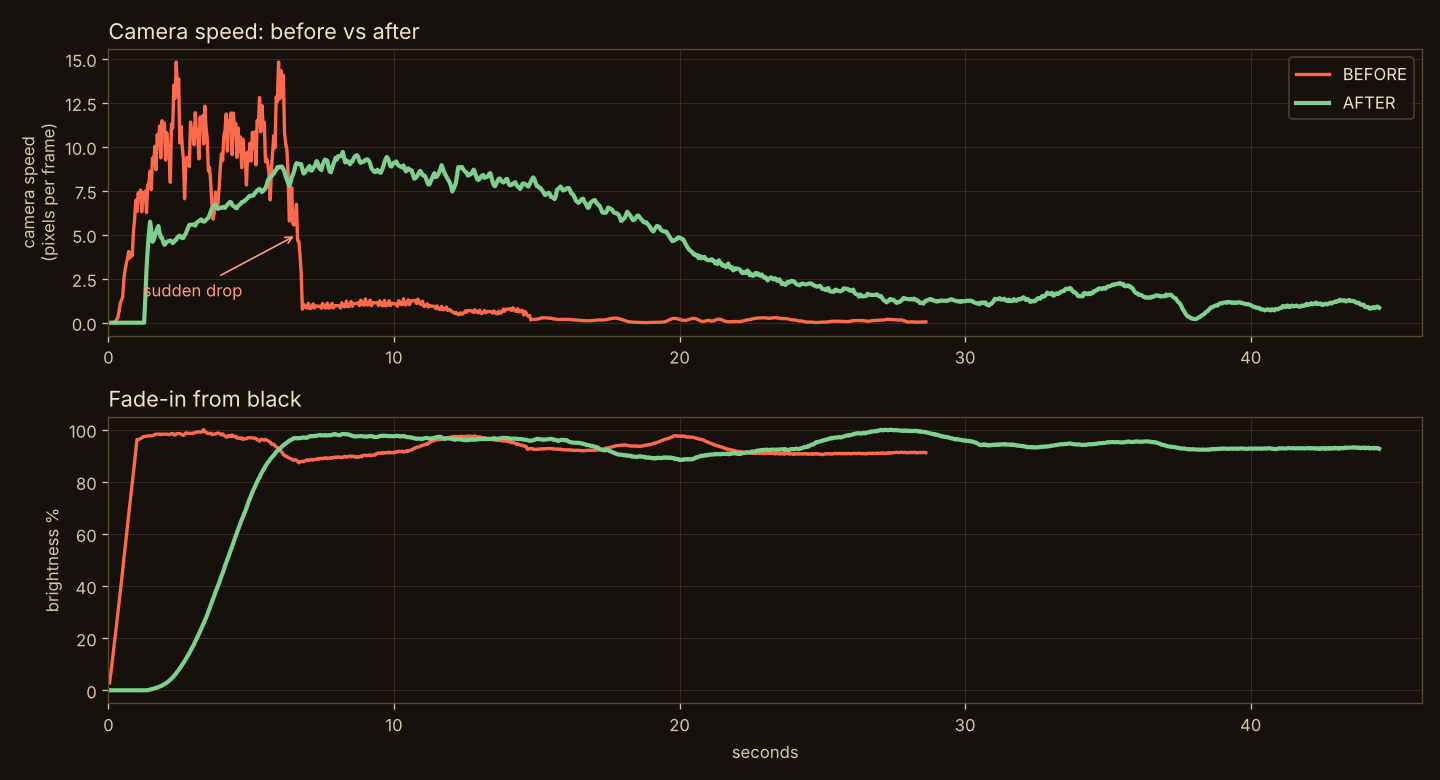 Camera speed: before vs after
camera speed
(pixels per frame)
15.0
12.5
10.0
7.5
5.0
2.5
0.0
BEFORE
AFTER
sudden drop
0 10 20 30 40
Fade-in from black
brightness %
100
80
60
40
20
0
0 10 20 30 40
seconds